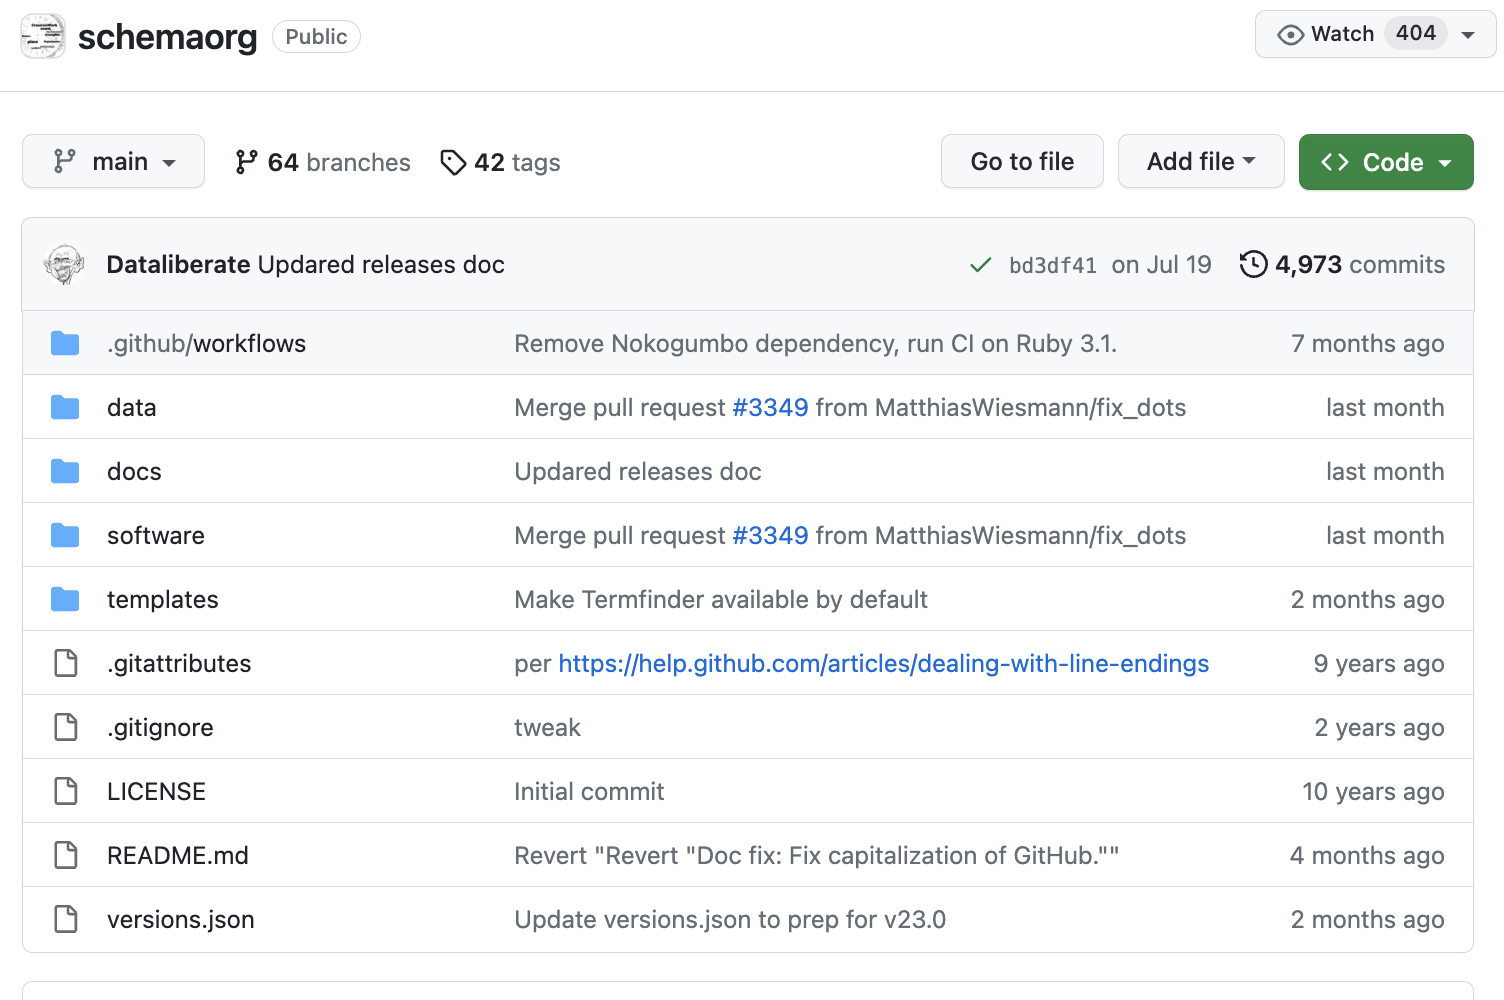 schemaorg Public Watch 404
main 64 branches 42 tags Go to file Add file Code
Dataliberate Updared releases doc bd3df41 on Jul 19 4,973 commits
.github/workflows Remove Nokogumbo dependency, run CI on Ruby 3.1. 7 months ago
data Merge pull request #3349 from MatthiasWiesmann/fix_dots last month
docs Updared releases doc last month
software Merge pull request #3349 from MatthiasWiesmann/fix_dots last month
templates Make Termfinder available by default 2 months ago
.gitattributes per https://help.github.com/articles/dealing-with-line-endings 9 years ago
.gitignore tweak 2 years ago
LICENSE Initial commit 10 years ago
README.md Revert "Revert "Doc fix: Fix capitalization of GitHub."" 4 months ago
versions.json Update versions.json to prep for v23.0 2 months ago